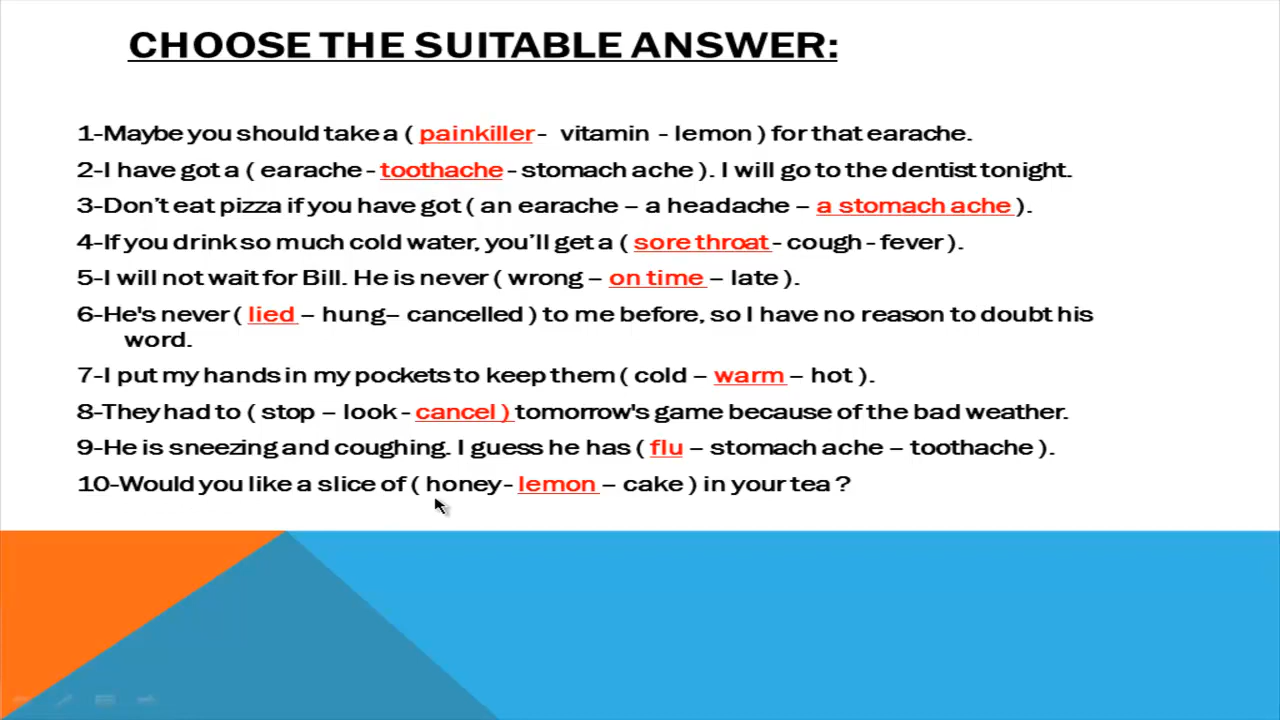 CHOOSE THE SUITABLE ANSWER:
1-Maybe you should take a ( painkiller - vitamin - lemon ) for that earache.
2-I have got a ( earache - toothache - stomach ache ). I will go to the dentist tonight.
3-Don't eat pizza if you have got ( an earache – a headache – a stomach ache ).
4-If you drink so much cold water, you'll get a ( sore throat - cough - fever ).
5-I will not wait for Bill. He is never ( wrong – on time – late ).
6-He's never ( lied – hung– cancelled ) to me before, so I have no reason to doubt his
word.
7-I put my hands in my pockets to keep them ( cold – warm – hot ).
8-They had to ( stop – look - cancel ) tomorrow's game because of the bad weather.
9-He is sneezing and coughing. I guess he has ( flu – stomach ache – toothache ).
10-Would you like a slice of ( honey- lemon – cake ) in your tea ?